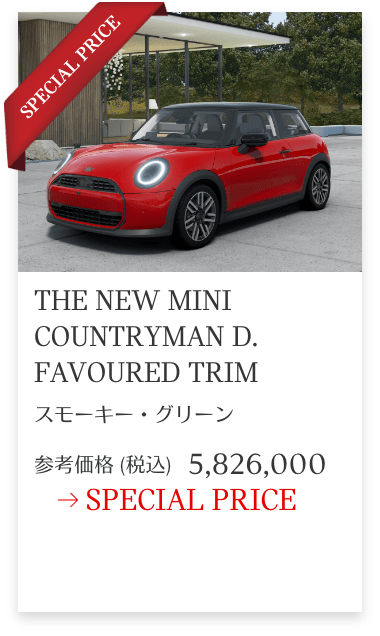 SPECIAL PRICE
THE NEW MINI
COUNTRYMAN D.
FAVOURED TRIM
スモーキー・グリーン
参考価格 (税込) 5,826,000
→ SPECIAL PRICE